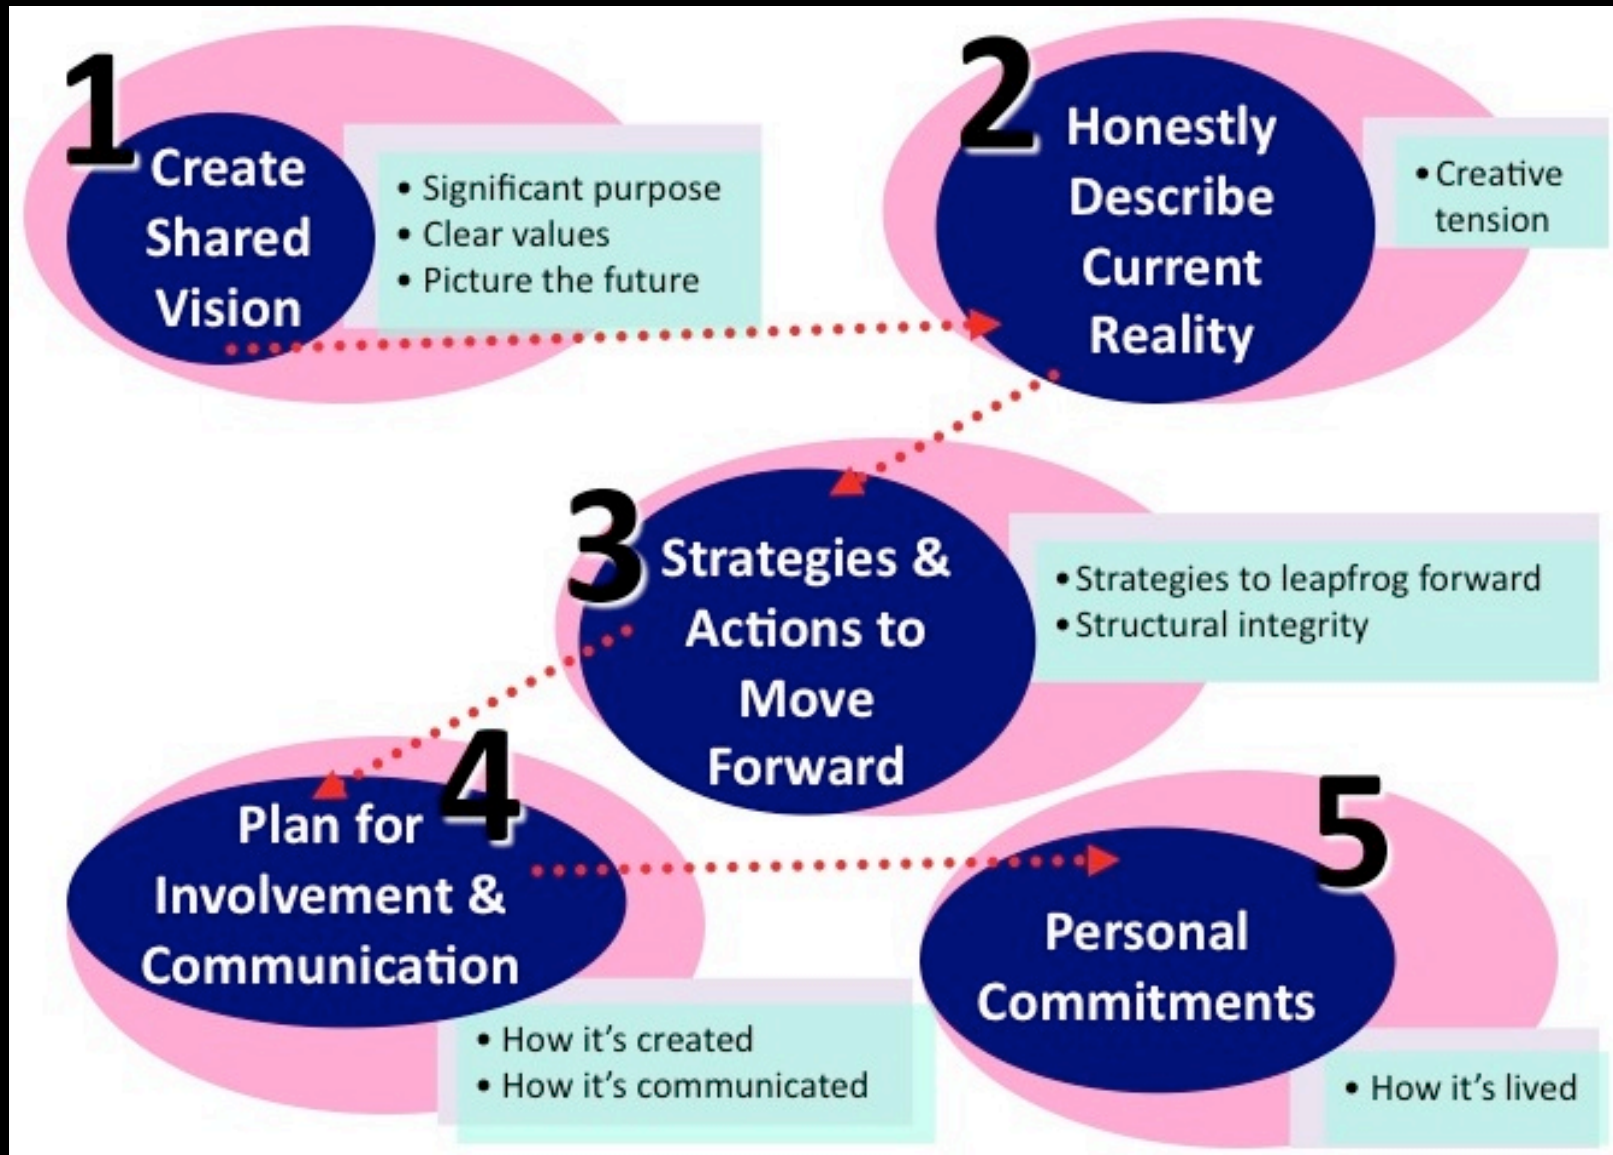 1
Create
Shared
Vision
• Significant purpose
• Clear values
• Picture the future
2
Honestly
Describe
Current
Reality
• Creative
tension
3
Strategies &
Actions to
Move
Forward
• Strategies to leapfrog forward
• Structural integrity
4
Plan for
Involvement &
Communication
• How it’s created
• How it’s communicated
5
Personal
Commitments
• How it’s lived